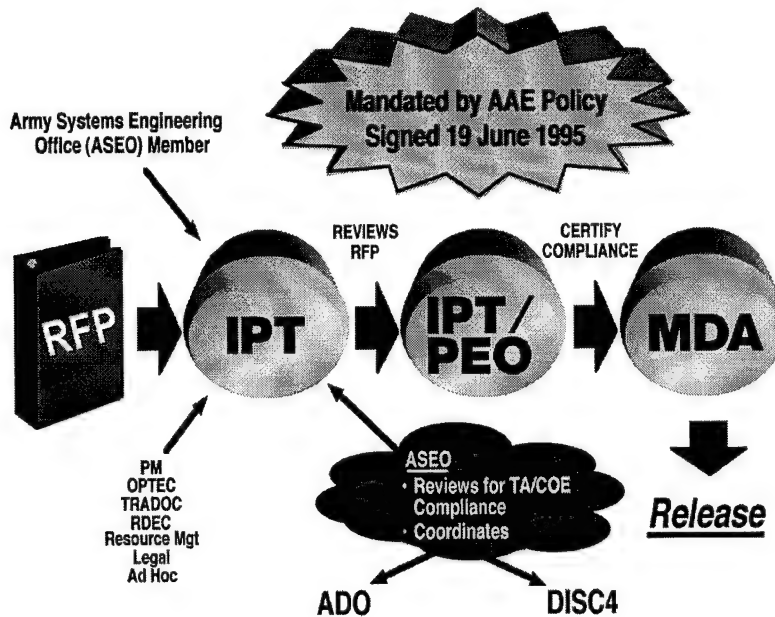 Mandated by AAE Policy
Signed 19 June 1995
Army Systems Engineering
Office (ASEO) Member
RFP
IPT
REVIEWS
RFP
IPT/
PEO
CERTIFY
COMPLIANCE
MDA
PM
OPTEC
TRADOC
RDEC
Resource Mgt
Legal
Ad Hoc
ASEO
• Reviews for TA/COE
Compliance
• Coordinates
Release
ADO
DISC4